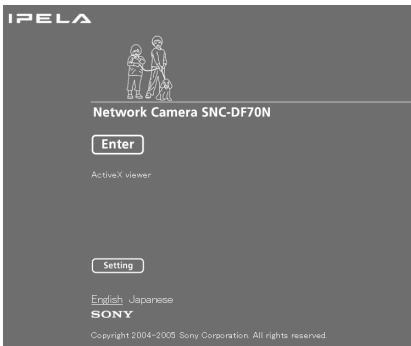 IPELA
Network Camera SNC-DF70N
Enter
ActiveX viewer
Setting
English Japanese
SONY
Copyright 2004-2005 Sony Corporation. All rights reserved.